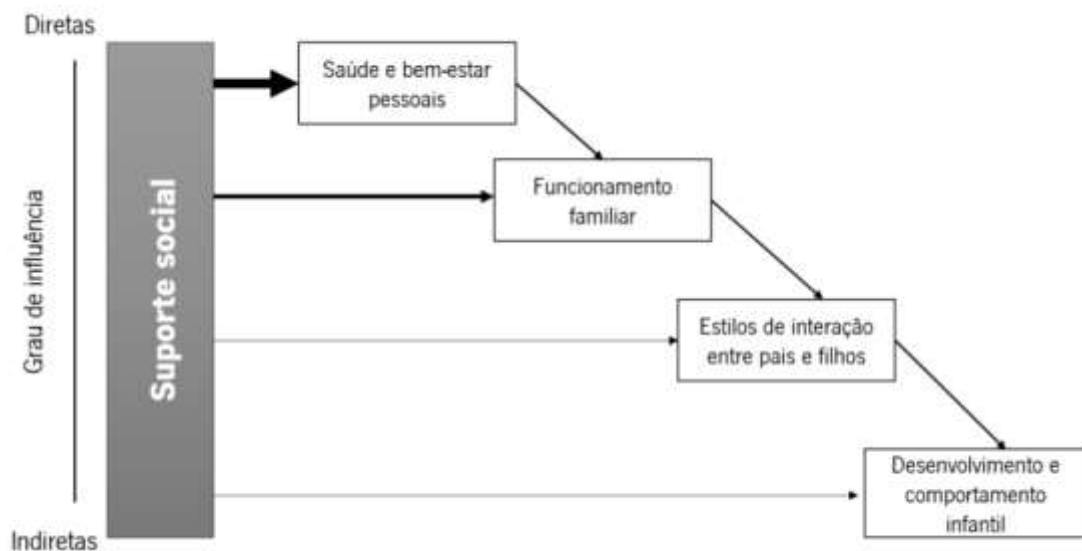 Diretas
Saúde e bem-estar
pessoais
Funcionamento
familiar
Grau de influência
Suporte social
Estilos de interação
entre pais e filhos
Desenvolvimento e
comportamento
infantil
Indiretas